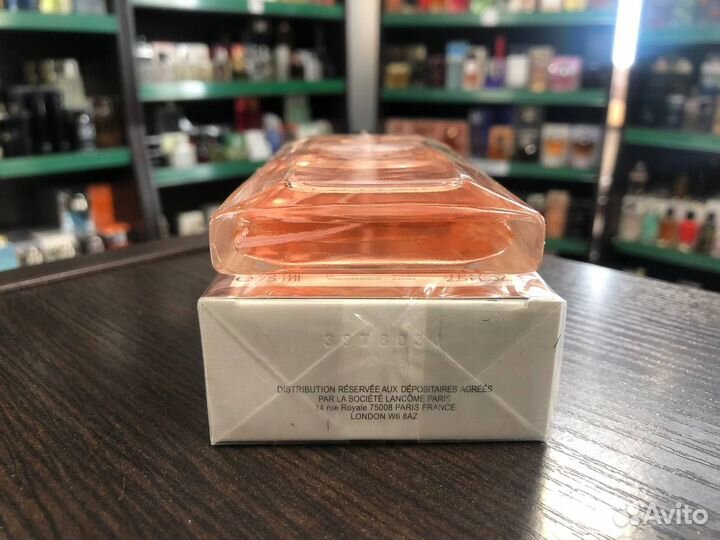 DISTRIBUTION RÉSERVÉE AUX DÉPOSITAIRES AGRÉÉS
PAR LA SOCIÉTÉ LANCÔME PARIS
14 rue Royale 75008 PARIS FRANCE
LONDON W6 8AZ
Avito